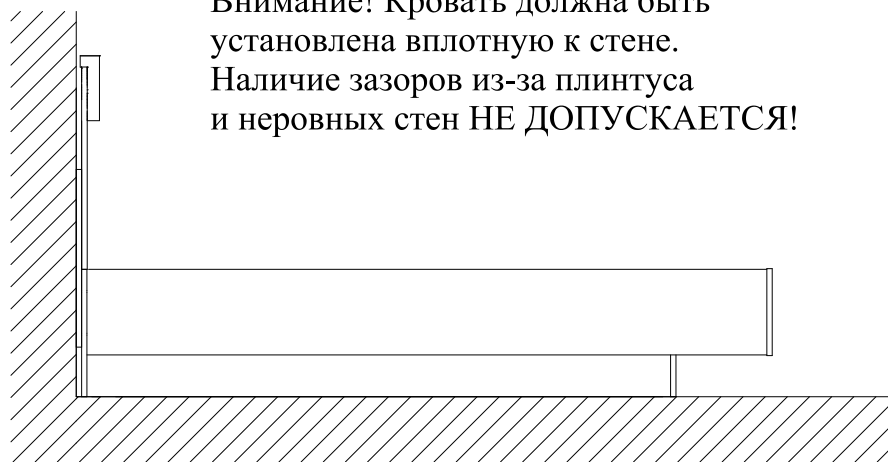 Внимание! Кровать должна быть
установлена вплотную к стене.
Наличие зазоров из-за плинтуса
и неровных стен НЕ ДОПУСКАЕТСЯ!